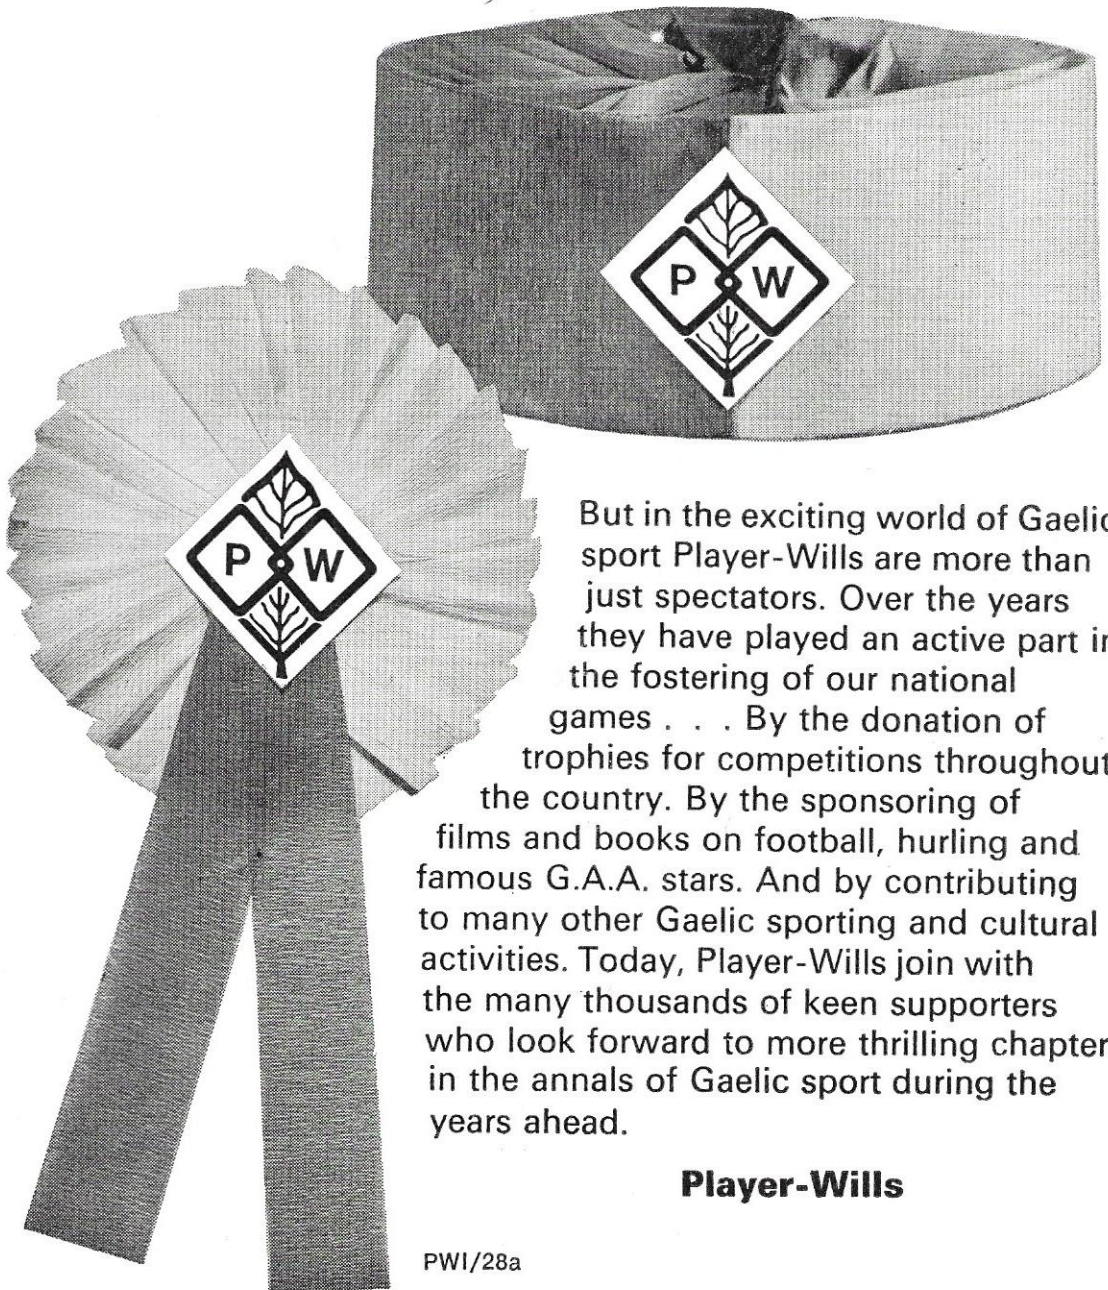 P W
P W
But in the exciting world of Gaelic
sport Player-Wills are more than
just spectators. Over the years
they have played an active part in
the fostering of our national
games . . . By the donation of
trophies for competitions throughout
the country. By the sponsoring of
films and books on football, hurling and
famous G.A.A. stars. And by contributing
to many other Gaelic sporting and cultural
activities. Today, Player-Wills join with
the many thousands of keen supporters
who look forward to more thrilling chapter
in the annals of Gaelic sport during the
years ahead.
Player-Wills
PWI/28a